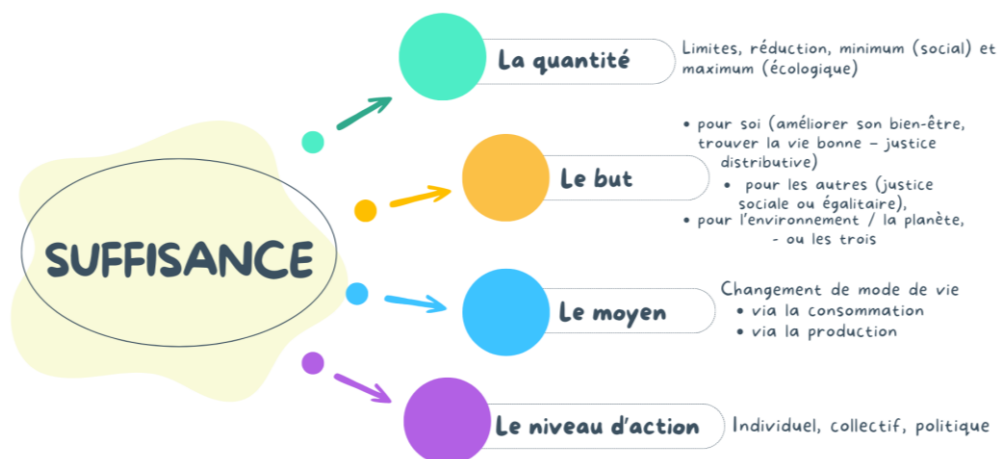 SUFFISANCE
La quantité
Limites, réduction, minimum (social) et
maximum (écologique)
Le but
• pour soi (améliorer son bien-être,
trouver la vie bonne – justice
distributive)
• pour les autres (justice
sociale ou égalitaire),
• pour l'environnement / la planète,
- ou les trois
Le moyen
Changement de mode de vie
• via la consommation
• via la production
Le niveau d'action
Individuel, collectif, politique